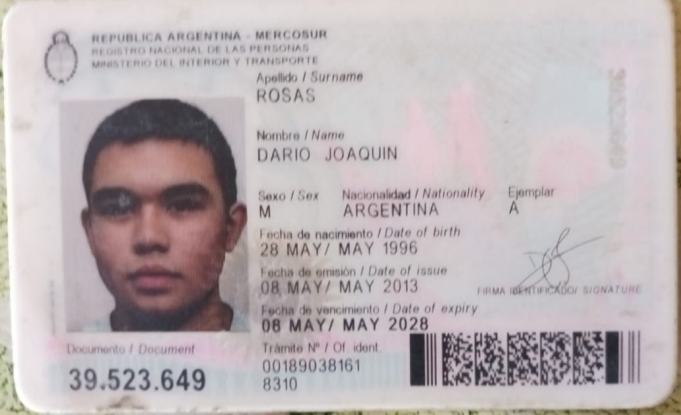 REPUBLICA ARGENTINA - MERCOSUR
REGISTRO NACIONAL DE LAS PERSONAS
MINISTERIO DEL INTERIOR Y TRANSPORTE
Apellido / Surname
ROSAS
Nombre / Name
DARIO JOAQUIN
Sexo / Sex Nacionalidad / Nationality Ejemplar
M ARGENTINA A
Fecha de nacimiento / Date of birth
28 MAY/ MAY 1996
Fecha de emisión / Date of issue
08 MAY/ MAY 2013
FIRMA IDENTIFICADO/ SIGNATURE
Fecha de vencimiento / Date of expiry
08 MAY/ MAY 2028
Documento / Document
39.523.649
Trámite Nº / Of. ident.
00189038161
8310